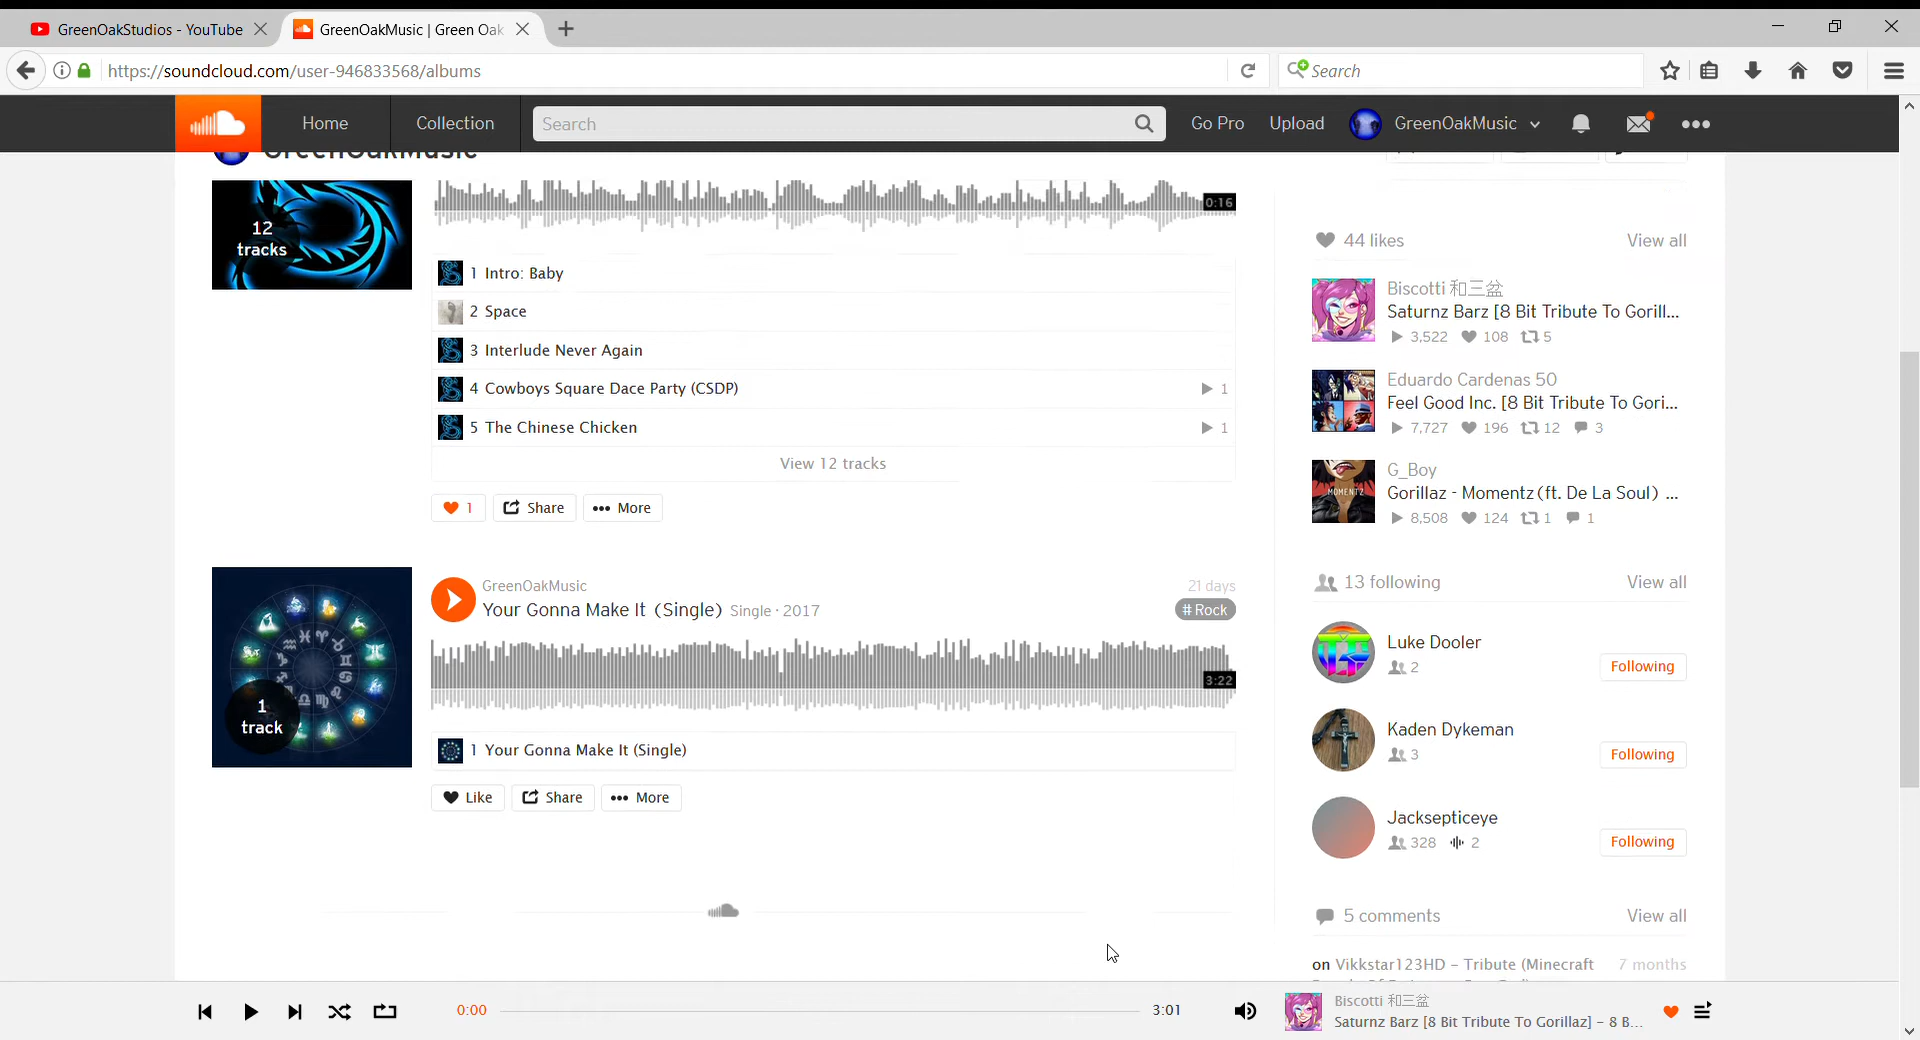 GreenOakStudios - YouTube
GreenOakMusic | Green Oak
https://soundcloud.com/user-946833568/albums
Search
Home
Collection
Search
Go Pro
Upload
GreenOakMusic
GreenOakMusic
12
tracks
0:16
1 Intro: Baby
2 Space
3 Interlude Never Again
4 Cowboys Square Dace Party (CSDP)
1
5 The Chinese Chicken
1
View 12 tracks
1
Share
More
1
track
GreenOakMusic
21 days
Your Gonna Make It (Single) Single · 2017
# Rock
3:22
1 Your Gonna Make It (Single)
Like
Share
More
44 likes
View all
Biscotti 和三盆
Saturnz Barz [8 Bit Tribute To Gorill...
3,522 108 5
Eduardo Cardenas 50
Feel Good Inc. [8 Bit Tribute To Gori...
7,727 196 12 3
MOMENTZ
G_Boy
Gorillaz - Momentz (ft. De La Soul) ...
8,508 124 1 1
13 following
View all
Luke Dooler
2
Following
Kaden Dykeman
3
Following
Jacksepticeye
328 2
Following
5 comments
View all
on Vikkstar123HD – Tribute (Minecraft
7 months
0:00
3:01
Biscotti 和三盆
Saturnz Barz [8 Bit Tribute To Gorillaz] – 8 B...